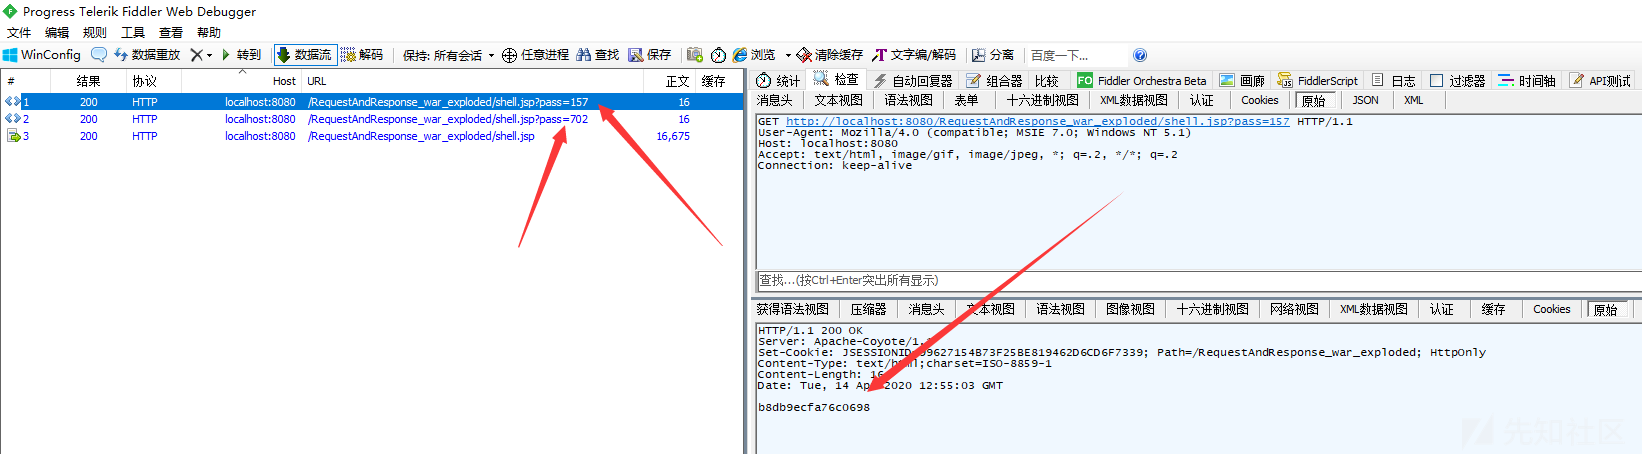 Progress Telerik Fiddler Web Debugger
文件 编辑 规则 工具 查看 帮助
WinConfig 数据重放 转到 数据流 解码 保持: 所有会话 任意进程 查找 保存 浏览 清除缓存 文字编/解码 分离 百度一下...
# 结果 协议 Host URL 正文 缓存
1 200 HTTP localhost:8080 /RequestAndResponse_war_exploded/shell.jsp?pass=157 16
2 200 HTTP localhost:8080 /RequestAndResponse_war_exploded/shell.jsp?pass=702 16
3 200 HTTP localhost:8080 /RequestAndResponse_war_exploded/shell.jsp 16,675
统计 检查 自动回复器 组合器 比较 FO Fiddler Orchestra Beta 画廊 FiddlerScript 日志 过滤器 时间轴 API测试
消息头 文本视图 语法视图 表单 十六进制视图 XML数据视图 认证 Cookies 原始 JSON XML
GET http://localhost:8080/RequestAndResponse_war_exploded/shell.jsp?pass=157 HTTP/1.1
User-Agent: Mozilla/4.0 (compatible; MSIE 7.0; Windows NT 5.1)
Host: localhost:8080
Accept: text/html, image/gif, image/jpeg, *; q=.2, */*; q=.2
Connection: keep-alive
查找...(按Ctrl+Enter突出所有显示)
获得语法视图 压缩器 消息头 文本视图 语法视图 图像视图 十六进制视图 网络视图 XML数据视图 认证 缓存 Cookies 原始
HTTP/1.1 200 OK
Server: Apache-Coyote/1.1
Set-Cookie: JSESSIONID=99627154B73F25BE819462D6CD6F7339; Path=/RequestAndResponse_war_exploded; HttpOnly
Content-Type: text/html;charset=ISO-8859-1
Content-Length: 16
Date: Tue, 14 Apr 2020 12:55:03 GMT
b8db9ecfa76c0698
先知社区